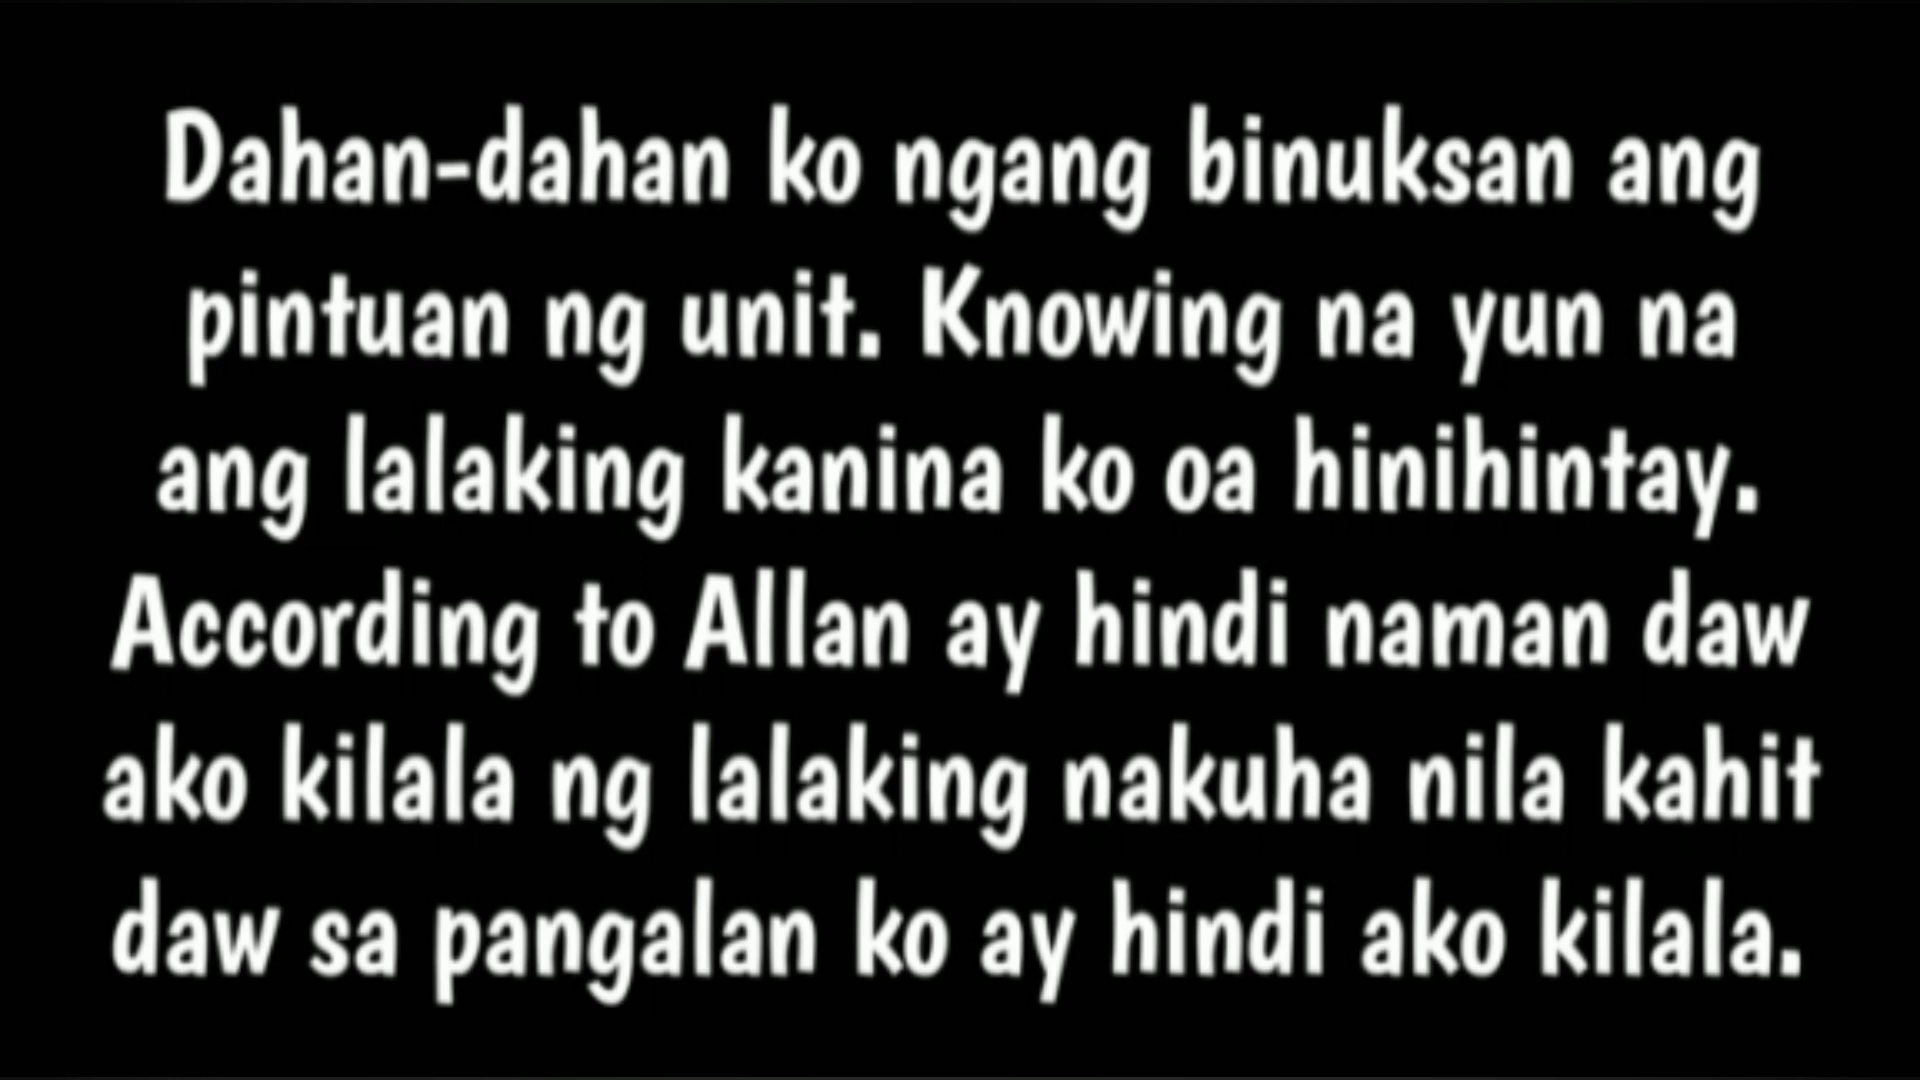 Dahan-dahan ko ngang binuksan ang
pintuan ng unit. Knowing na yun na
ang lalaking kanina ko oa hinihintay.
According to Allan ay hindi naman daw
ako kilala ng lalaking nakuha nila kahit
daw sa pangalan ko ay hindi ako kilala.